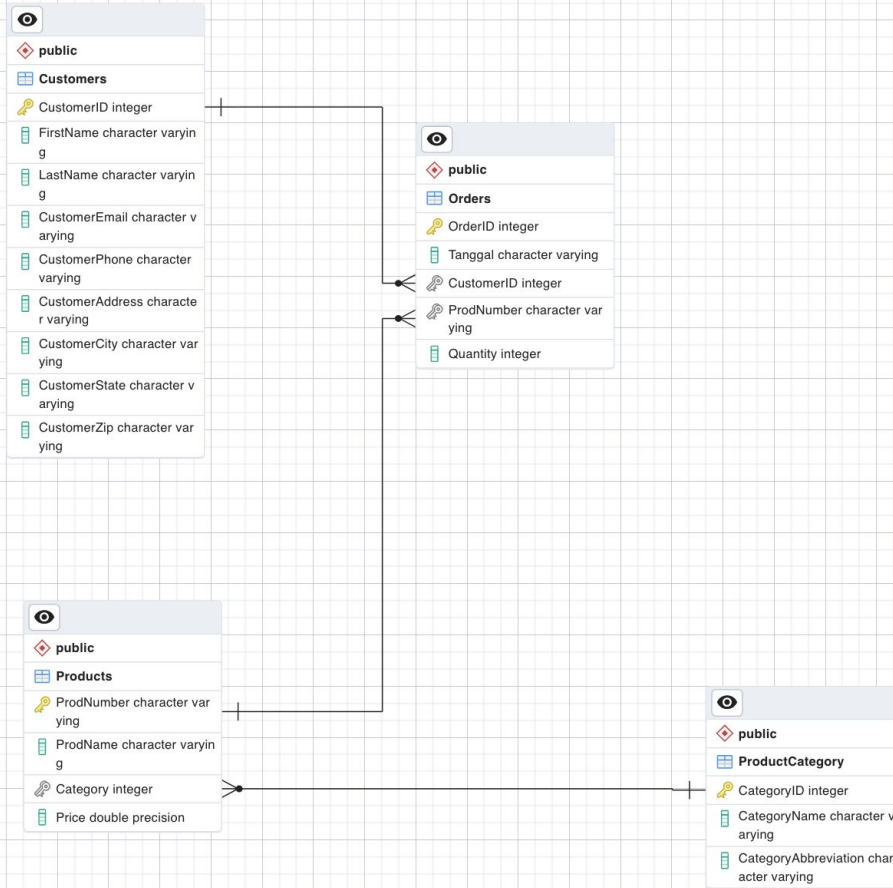 public
Customers
CustomerID integer
FirstName character varyin
g
LastName character varyin
g
CustomerEmail character v
arying
CustomerPhone character
varying
CustomerAddress characte
r varying
CustomerCity character var
ying
CustomerState character v
arying
CustomerZip character var
ying
public
Orders
OrderID integer
Tanggal character varying
CustomerID integer
ProdNumber character var
ying
Quantity integer
public
Products
ProdNumber character var
ying
ProdName character varyin
g
Category integer
Price double precision
public
ProductCategory
CategoryID integer
CategoryName character v
arying
CategoryAbbreviation char
acter varying